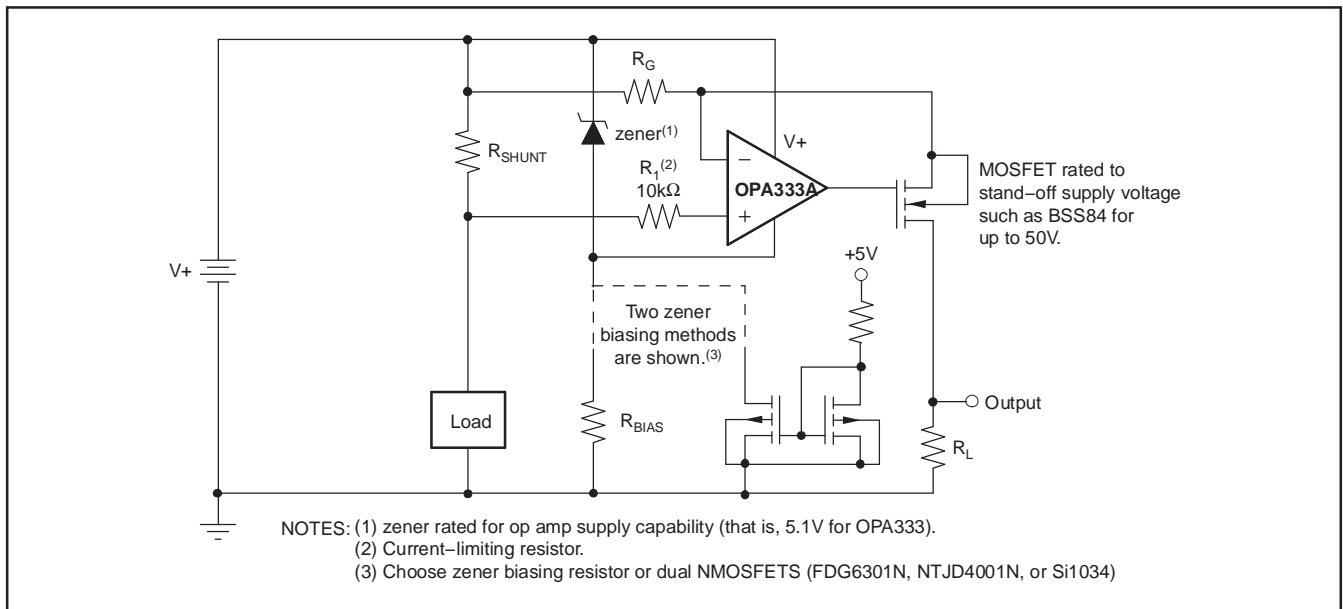 R_G
zener(1)
V+
R_SHUNT
R_1(2)
10kΩ
OPA333A
−
+
MOSFET rated to
stand−off supply voltage
such as BSS84 for
up to 50V.
+5V
V+
Two zener
biasing methods
are shown.(3)
Load
R_BIAS
Output
R_L
NOTES: (1) zener rated for op amp supply capability (that is, 5.1V for OPA333).
(2) Current−limiting resistor.
(3) Choose zener biasing resistor or dual NMOSFETS (FDG6301N, NTJD4001N, or Si1034)